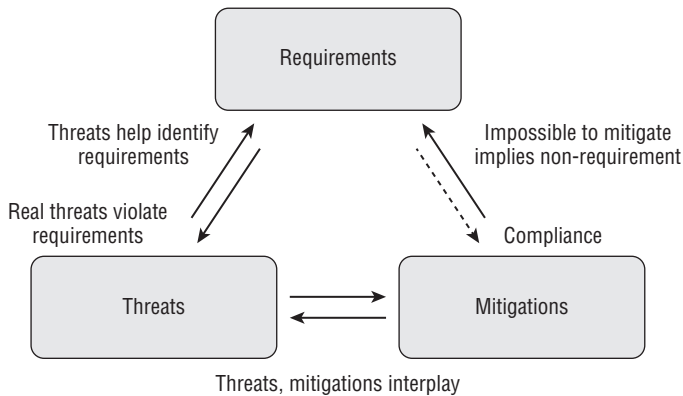 Requirements
Threats help identify
requirements
Impossible to mitigate
implies non-requirement
Real threats violate
requirements
Compliance
Threats
Mitigations
Threats, mitigations interplay